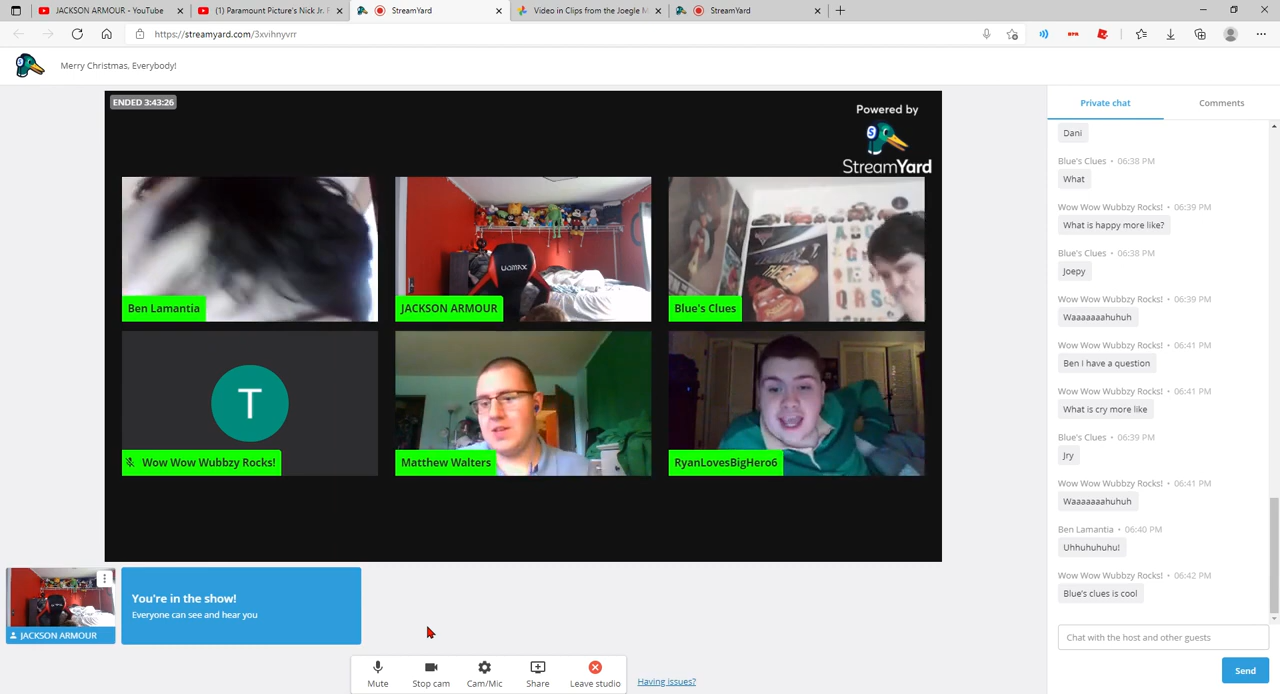 JACKSON ARMOUR - YouTube
(1) Paramount Picture's Nick Jr. F
StreamYard
Video in Clips from the Joegle M
StreamYard
https://streamyard.com/3xvihnyvrr
Merry Christmas, Everybody!
ENDED 3:43:26
Powered by
StreamYard
Ben Lamantia
JACKSON ARMOUR
UOMAX
Blue's Clues
T
Wow Wow Wubbzy Rocks!
Matthew Walters
RyanLovesBigHero6
JACKSON ARMOUR
You're in the show!
Everyone can see and hear you
Mute
Stop cam
Cam/Mic
Share
Leave studio
Having issues?
Private chat
Comments
Dani
Blue's Clues • 06:38 PM
What
Wow Wow Wubbzy Rocks! • 06:39 PM
What is happy more like?
Blue's Clues • 06:38 PM
Joepy
Wow Wow Wubbzy Rocks! • 06:39 PM
Waaaaaaahuhuh
Wow Wow Wubbzy Rocks! • 06:41 PM
Ben I have a question
Wow Wow Wubbzy Rocks! • 06:41 PM
What is cry more like
Blue's Clues • 06:39 PM
Jry
Wow Wow Wubbzy Rocks! • 06:41 PM
Waaaaaaahuhuh
Ben Lamantia • 06:40 PM
Uhhuhuhuhu!
Wow Wow Wubbzy Rocks! • 06:42 PM
Blue's clues is cool
Chat with the host and other guests
Send